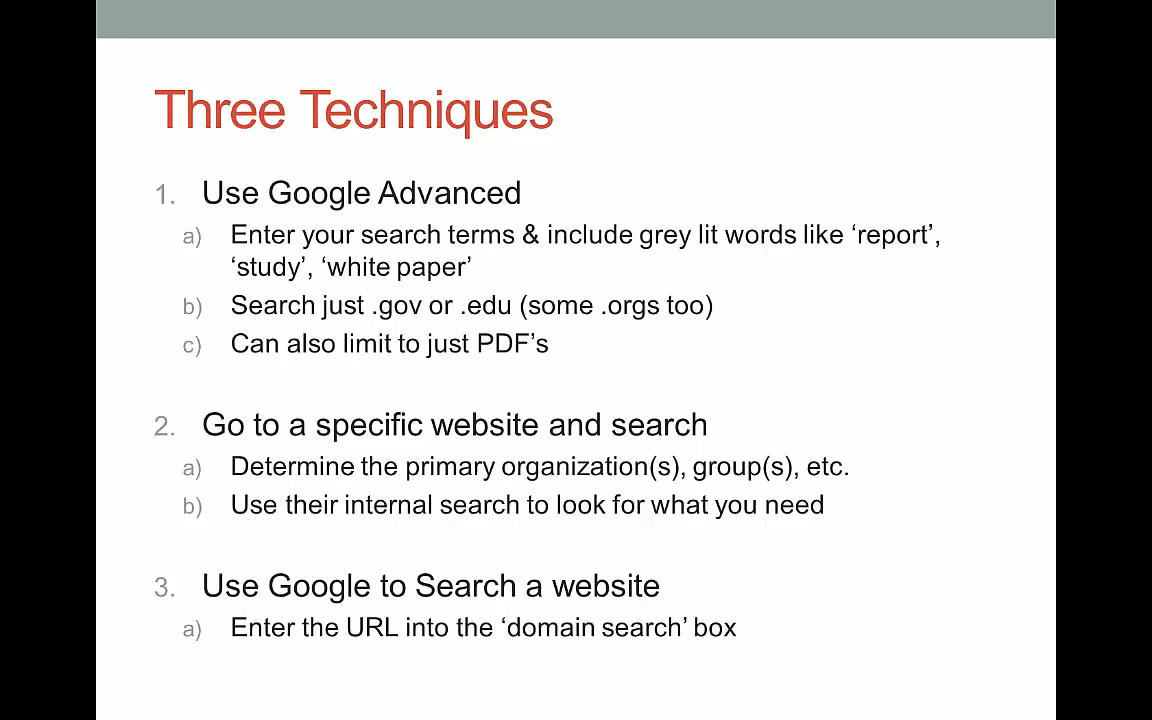 Three Techniques
1. Use Google Advanced
a) Enter your search terms & include grey lit words like ‘report’,
‘study’, ‘white paper’
b) Search just .gov or .edu (some .orgs too)
c) Can also limit to just PDF’s
2. Go to a specific website and search
a) Determine the primary organization(s), group(s), etc.
b) Use their internal search to look for what you need
3. Use Google to Search a website
a) Enter the URL into the ‘domain search’ box